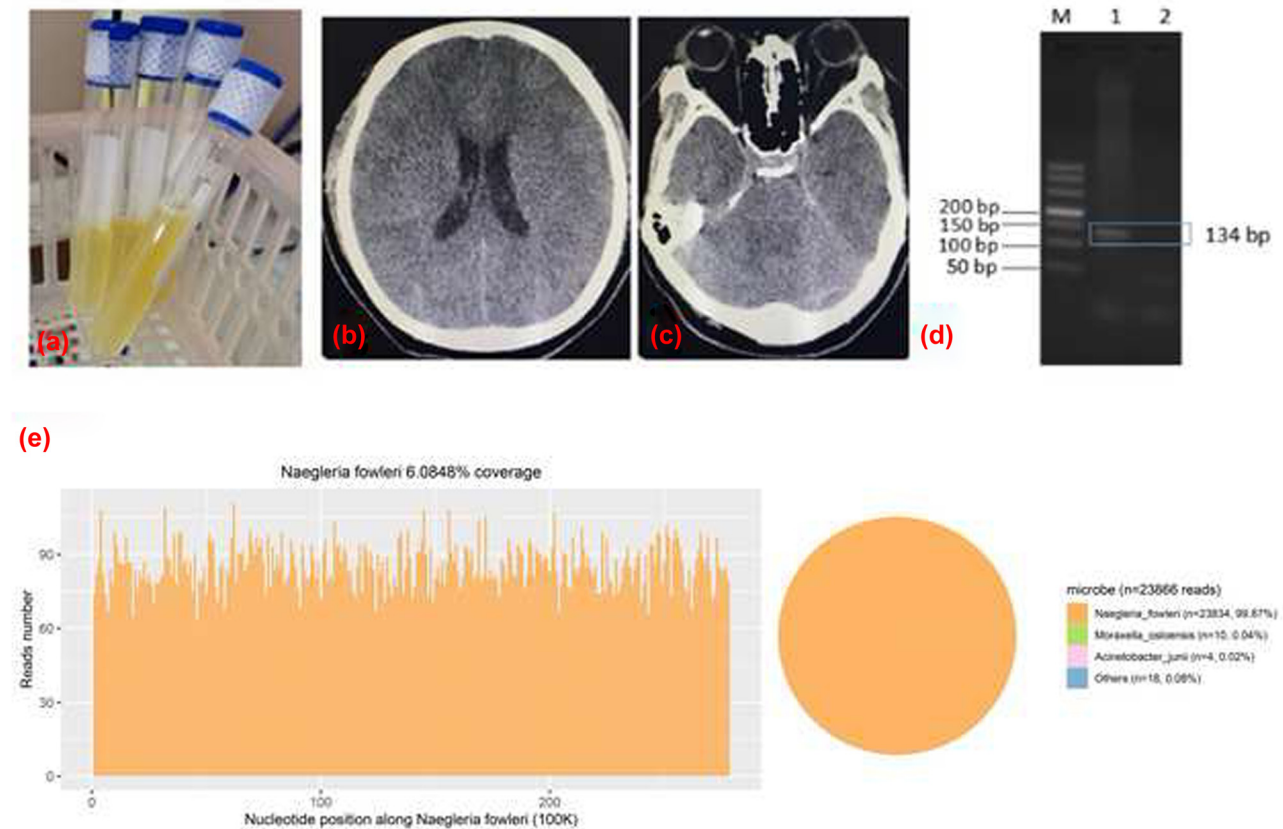 M 1 2
200 bp
150 bp
100 bp
50 bp
134 bp
(a)
(b)
(c)
(d)
(e)
Naegleria fowleri 6.0848% coverage
90
60
30
0
Reads number
0 100 200
Nucleotide position along Naegleria fowleri (100K)
microbe (n=23866 reads)
Naegleria_fowleri (n=23834, 99.87%)
Moraxella_osloensis (n=10, 0.04%)
Acinetobacter_junii (n=4, 0.02%)
Others (n=18, 0.08%)